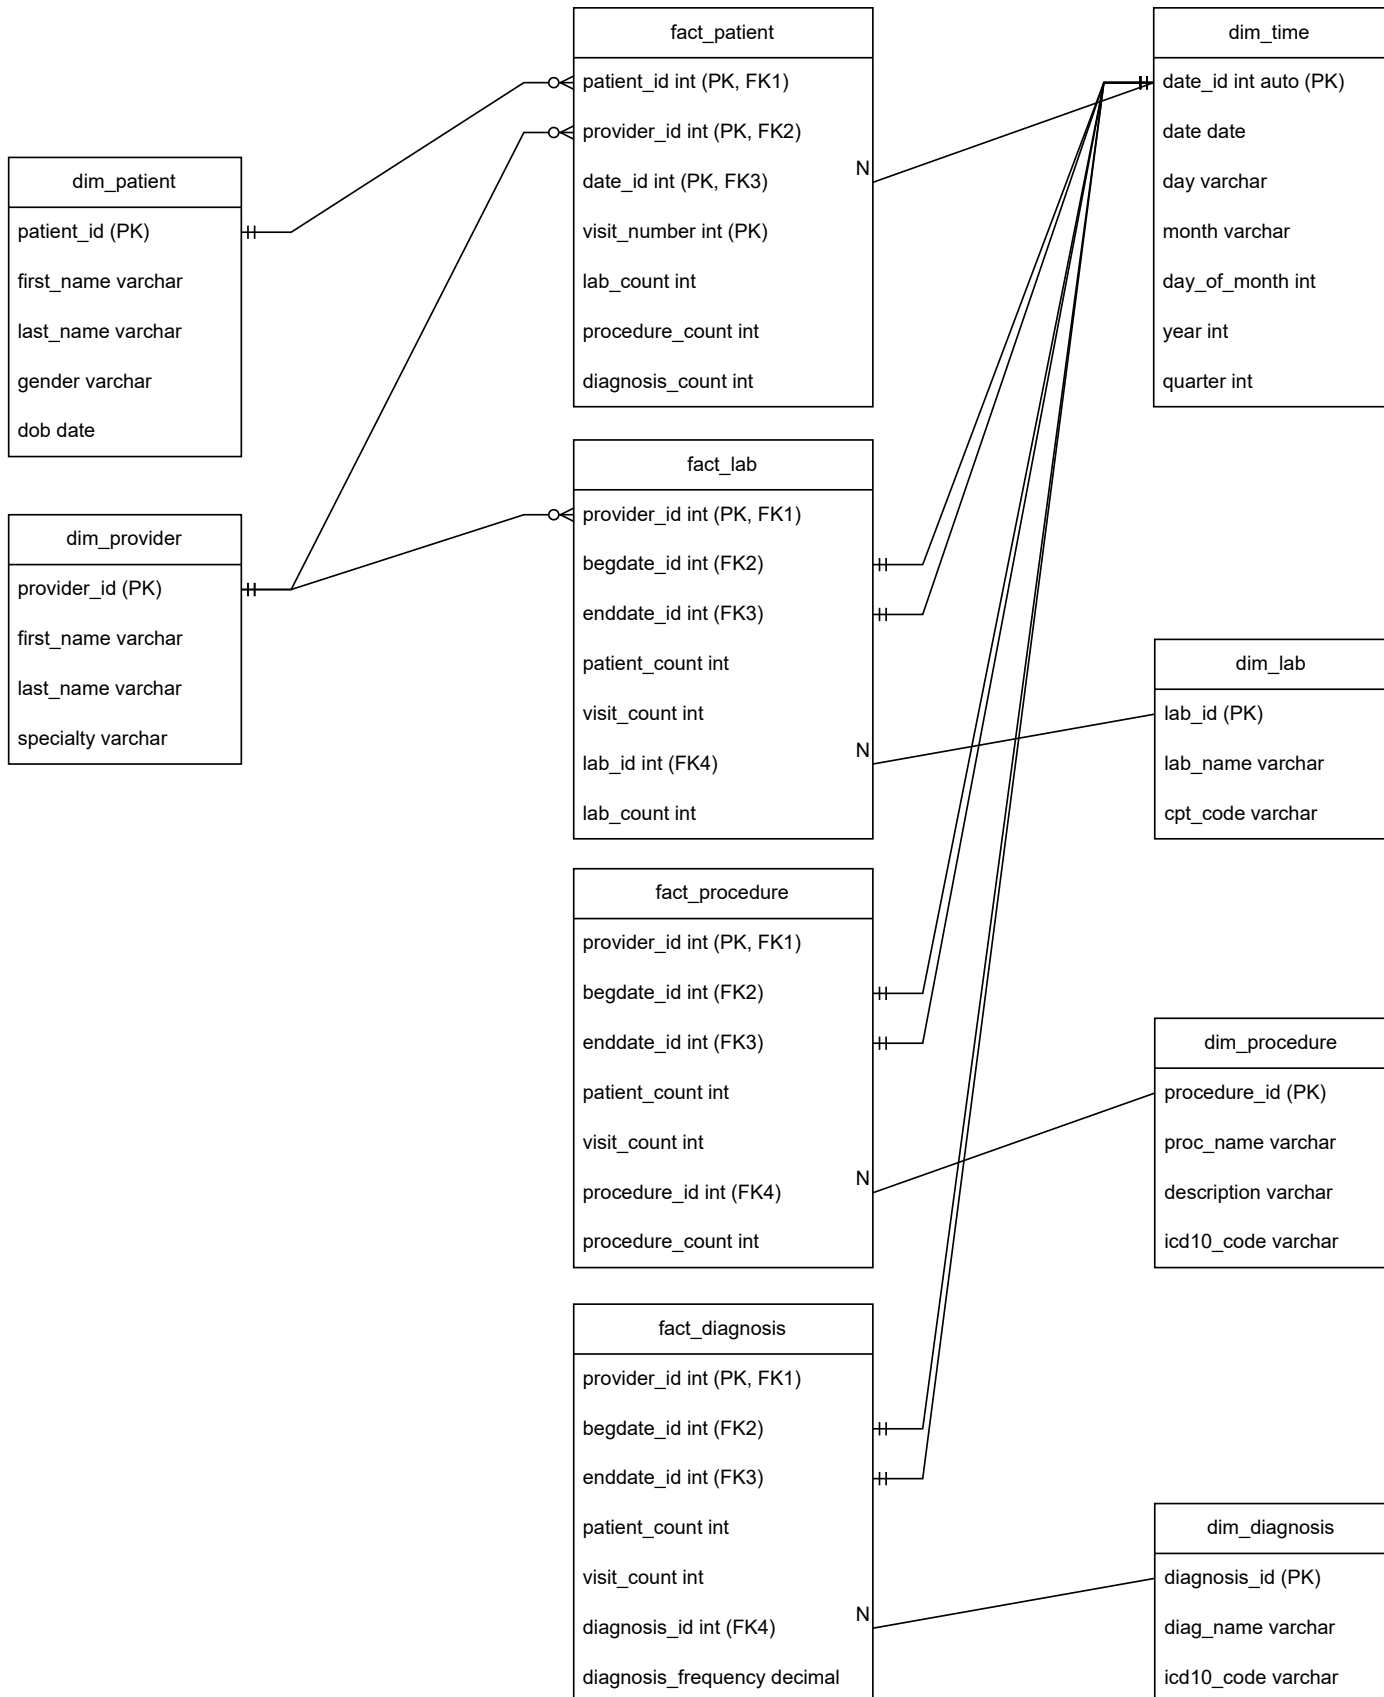 fact_patient
patient_id int (PK, FK1)
provider_id int (PK, FK2)
date_id int (PK, FK3)
N
visit_number int (PK)
lab_count int
procedure_count int
diagnosis_count int
dim_time
date_id int auto (PK)
date date
day varchar
month varchar
day_of_month int
year int
quarter int
dim_patient
patient_id (PK)
first_name varchar
last_name varchar
gender varchar
dob date
fact_lab
provider_id int (PK, FK1)
begdate_id int (FK2)
enddate_id int (FK3)
patient_count int
visit_count int
lab_id int (FK4)
N
lab_count int
dim_provider
provider_id (PK)
first_name varchar
last_name varchar
specialty varchar
dim_lab
lab_id (PK)
lab_name varchar
cpt_code varchar
fact_procedure
provider_id int (PK, FK1)
begdate_id int (FK2)
enddate_id int (FK3)
patient_count int
visit_count int
procedure_id int (FK4)
N
procedure_count int
dim_procedure
procedure_id (PK)
proc_name varchar
description varchar
icd10_code varchar
fact_diagnosis
provider_id int (PK, FK1)
begdate_id int (FK2)
enddate_id int (FK3)
patient_count int
visit_count int
diagnosis_id int (FK4)
N
diagnosis_frequency decimal
dim_diagnosis
diagnosis_id (PK)
diag_name varchar
icd10_code varchar